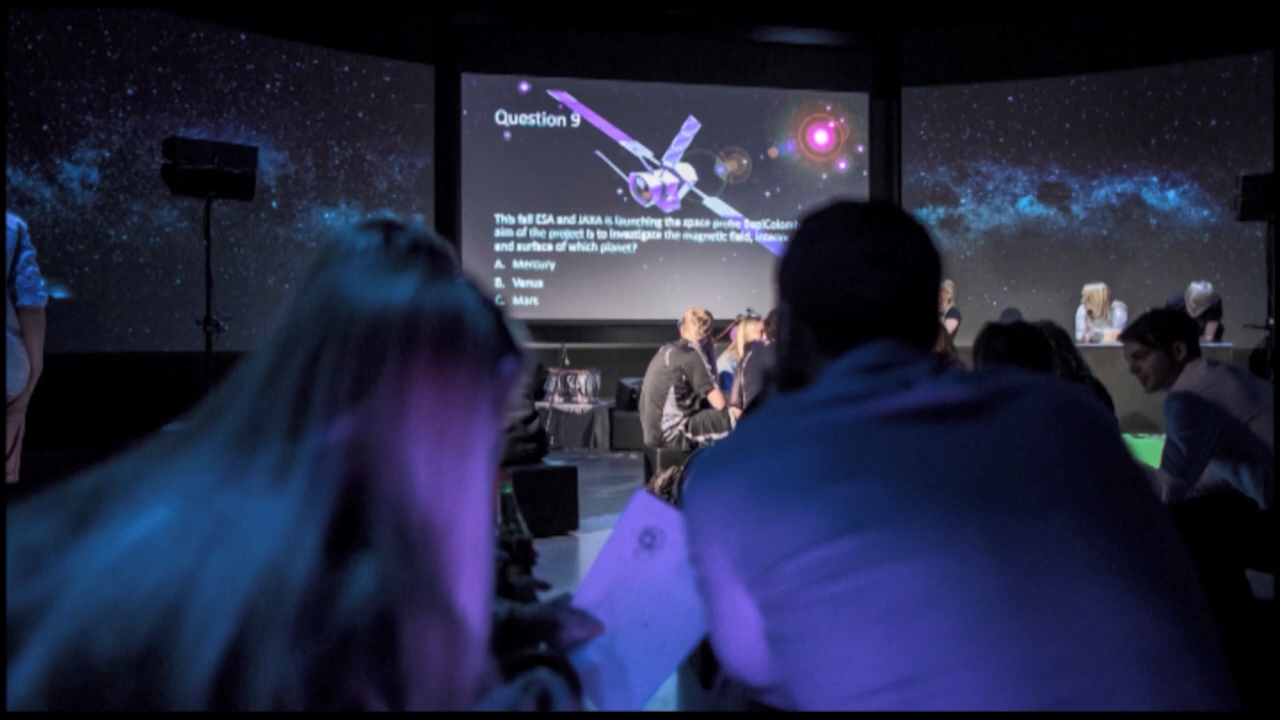 Question 9
This fall ESA and JAXA is launching the space probe BepiColom
aim of the project is to investigate the magnetic field,
and surface of which planet?
A. Mercury
B. Venus
C. Mars